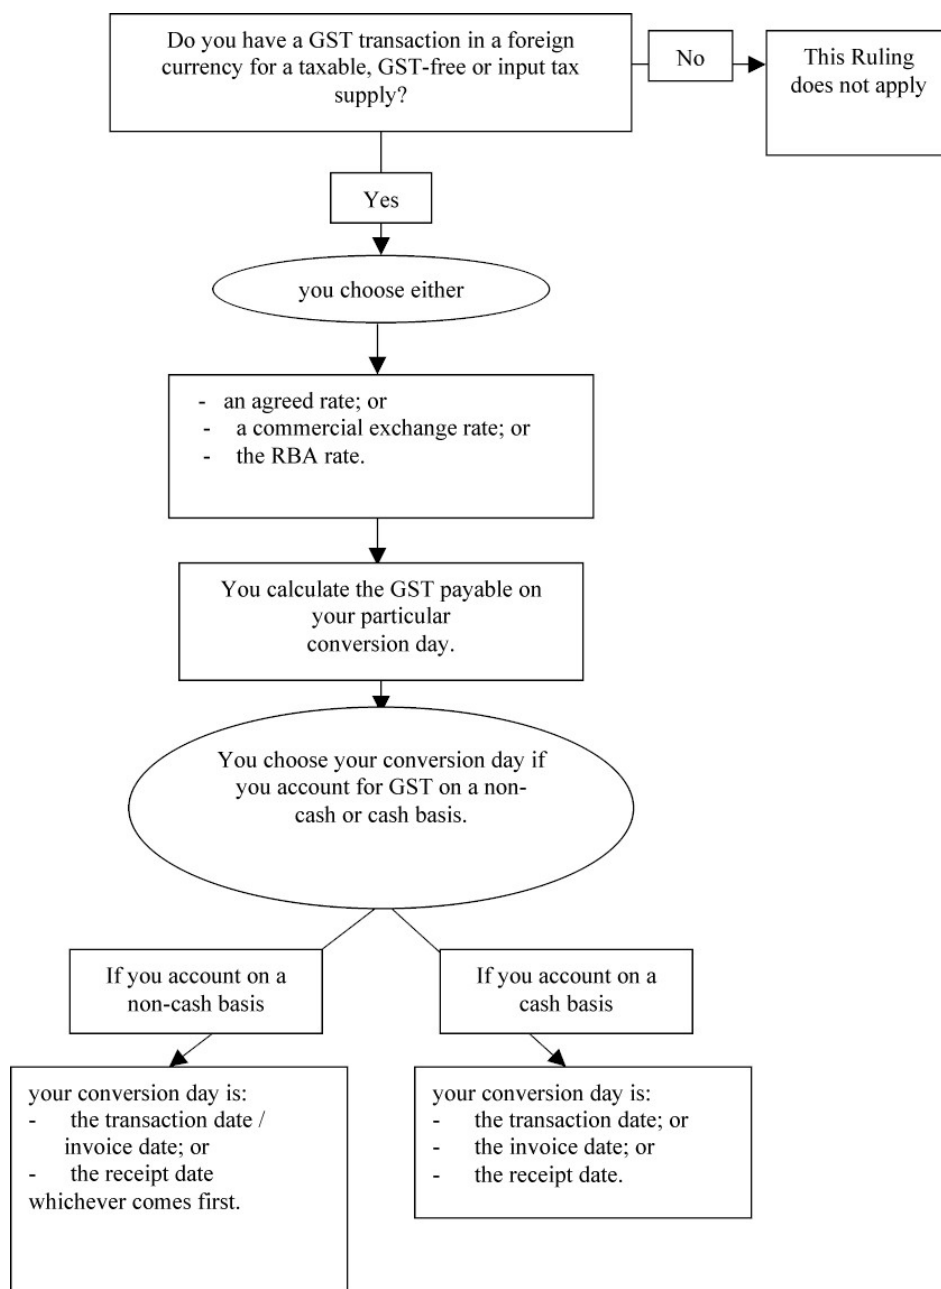 Do you have a GST transaction in a foreign
currency for a taxable, GST-free or input tax
supply?
No
This Ruling
does not apply
Yes
you choose either
- an agreed rate; or
- a commercial exchange rate; or
- the RBA rate.
You calculate the GST payable on
your particular
conversion day.
You choose your conversion day if
you account for GST on a non-
cash or cash basis.
If you account on a
non-cash basis
If you account on a
cash basis
your conversion day is:
- the transaction date /
invoice date; or
- the receipt date
whichever comes first.
your conversion day is:
- the transaction date; or
- the invoice date; or
- the receipt date.